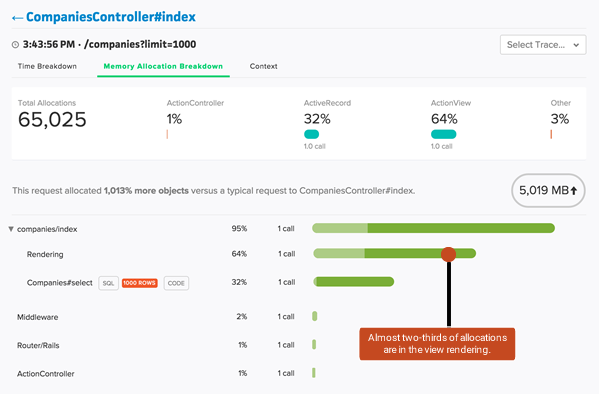 ← CompaniesController#index
3:43:56 PM · /companies?limit=1000
Select Trace...
Time Breakdown Memory Allocation Breakdown Context
Total Allocations ActionController ActiveRecord ActionView Other
65,025 1% 32% 64% 3%
1.0 call 1.0 call
This request allocated 1,013% more objects versus a typical request to CompaniesController#index.
5,019 MB↑
▼ companies/index 95% 1 call
Rendering 64% 1 call
Companies#select SQL 1000 ROWS CODE 32% 1 call
Middleware 2% 1 call
Router/Rails 1% 1 call
ActionController 1% 1 call
Almost two-thirds of allocations
are in the view rendering.